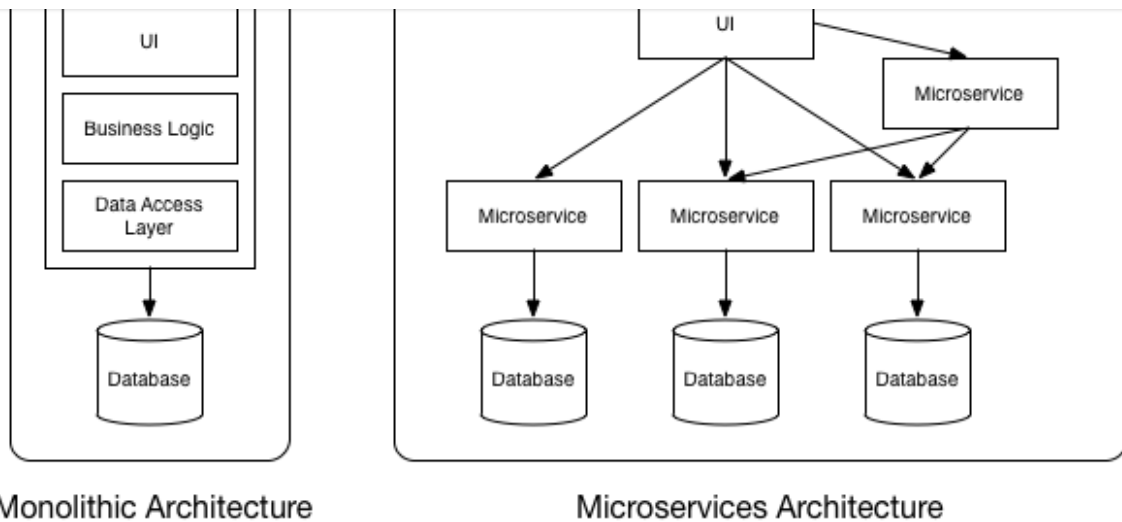 UI
Business Logic
Data Access
Layer
Database
Monolithic Architecture
UI
Microservice
Microservice
Microservice
Microservice
Database
Database
Database
Microservices Architecture